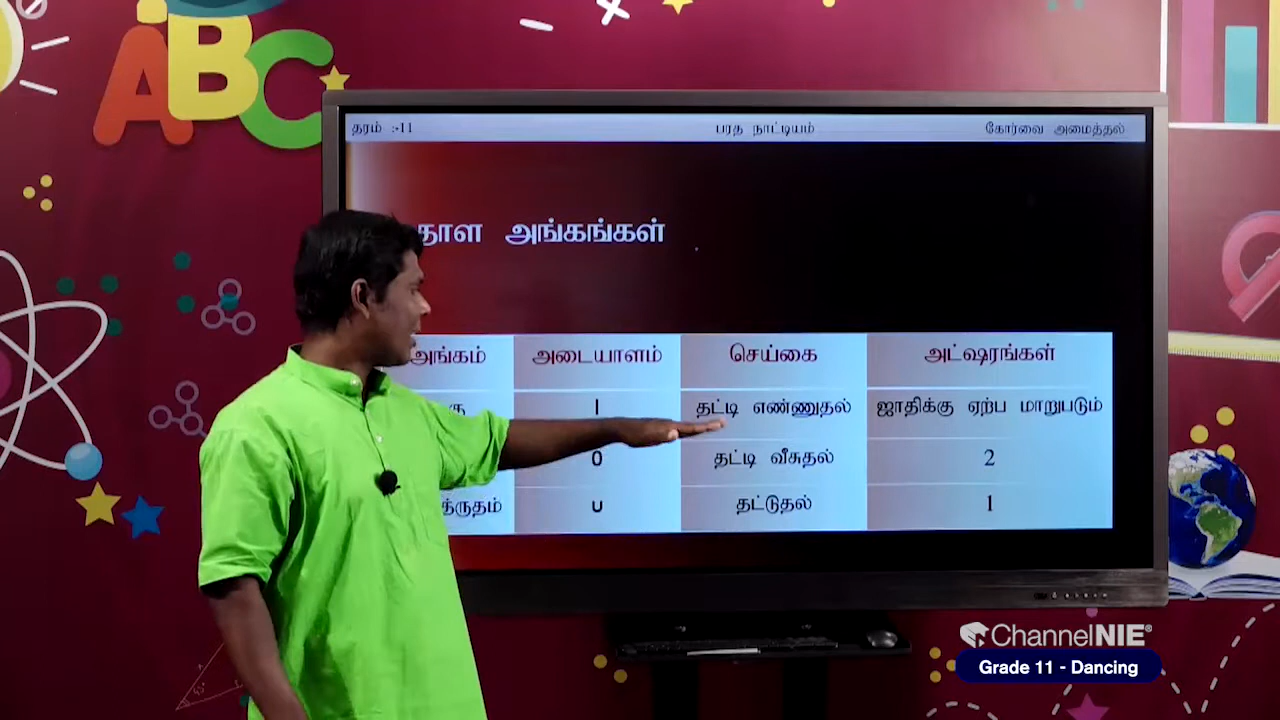 ABC
தரம் :-11 பரத நாட்டியம் கோர்வை அமைத்தல்
தாள அங்கங்கள்
அங்கம் அடையாளம் செய்கை அட்ஷரங்கள்
I தட்டி எண்ணுதல் ஜாதிக்கு ஏற்ப மாறுபடும்
0 தட்டி வீசுதல் 2
U தட்டுதல் 1
ChannelNIE®
Grade 11 - Dancing